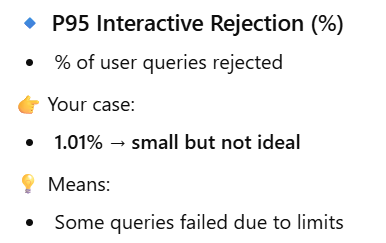 🔹 P95 Interactive Rejection (%)
• % of user queries rejected
👉 Your case:
• 1.01% → small but not ideal
💡 Means:
• Some queries failed due to limits